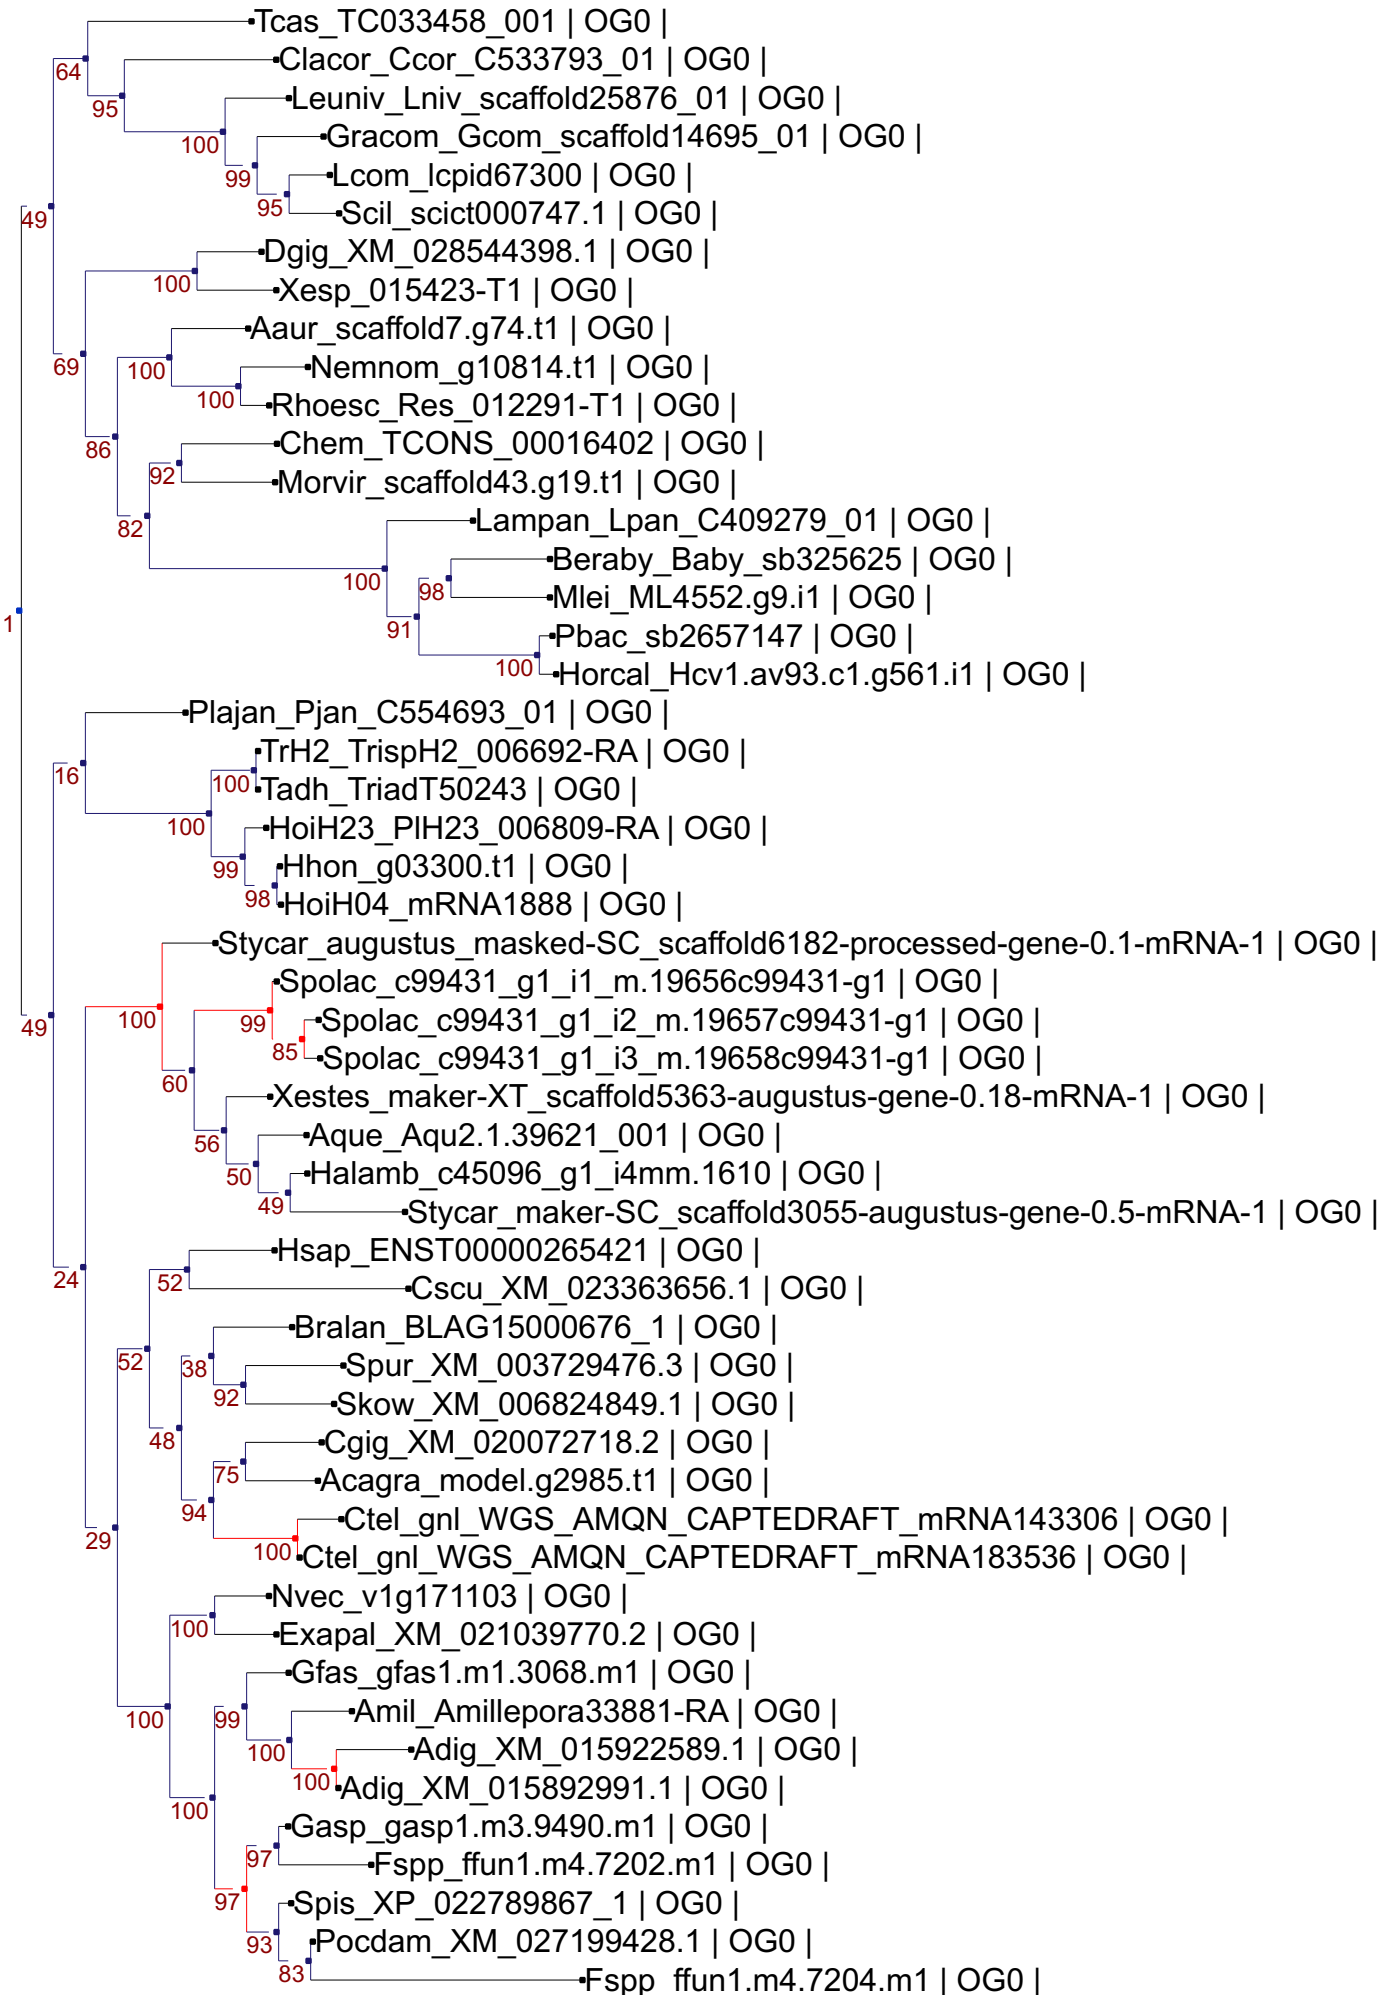 Tcas_TC033458_001 | OG0 |
Clacor_Ccor_C533793_01 | OG0 |
64
Leuniv_Lniv_scaffold25876_01 | OG0 |
95
Gracom_Gcom_scaffold14695_01 | OG0 |
100
Lcom_lcpid67300 | OG0 |
99
95
Scil_scict000747.1 | OG0 |
49
Dgig_XM_028544398.1 | OG0 |
100
Xesp_015423-T1 | OG0 |
Aaur_scaffold7.g74.t1 | OG0 |
69
100
Nemnom_g10814.t1 | OG0 |
100
Rhoesc_Res_012291-T1 | OG0 |
86
Chem_TCONS_00016402 | OG0 |
92
Morvir_scaffold43.g19.t1 | OG0 |
82
Lampan_Lpan_C409279_01 | OG0 |
Beraby_Baby_sb325625 | OG0 |
100
98
Mlei_ML4552.g9.i1 | OG0 |
1
91
Pbac_sb2657147 | OG0 |
100
Horcal_Hcv1.av93.c1.g561.i1 | OG0 |
Plajan_Pjan_C554693_01 | OG0 |
TrH2_TrispH2_006692-RA | OG0 |
16
100
Tadh_TriadT50243 | OG0 |
100
HoiH23_PlH23_006809-RA | OG0 |
99
Hhon_g03300.t1 | OG0 |
98
HoiH04_mRNA1888 | OG0 |
Stycar_augustus_masked-SC_scaffold6182-processed-gene-0.1-mRNA-1 | OG0 |
Spolac_c99431_g1_i1_m.19656c99431-g1 | OG0 |
49
100
99
Spolac_c99431_g1_i2_m.19657c99431-g1 | OG0 |
85
Spolac_c99431_g1_i3_m.19658c99431-g1 | OG0 |
60
Xestes_maker-XT_scaffold5363-augustus-gene-0.18-mRNA-1 | OG0 |
56
Aque_Aqu2.1.39621_001 | OG0 |
50
Halamb_c45096_g1_i4mm.1610 | OG0 |
49
Stycar_maker-SC_scaffold3055-augustus-gene-0.5-mRNA-1 | OG0 |
Hsap_ENST00000265421 | OG0 |
24
52
Cscu_XM_023363656.1 | OG0 |
Bralan_BLAG15000676_1 | OG0 |
52
38
Spur_XM_003729476.3 | OG0 |
92
Skow_XM_006824849.1 | OG0 |
48
Cgig_XM_020072718.2 | OG0 |
75
Acagra_model.g2985.t1 | OG0 |
94
Ctel_gnl_WGS_AMQN_CAPTEDRAFT_mRNA143306 | OG0 |
29
100
Ctel_gnl_WGS_AMQN_CAPTEDRAFT_mRNA183536 | OG0 |
Nvec_v1g171103 | OG0 |
100
Exapal_XM_021039770.2 | OG0 |
Gfas_gfas1.m1.3068.m1 | OG0 |
100
99
Amil_Amillepora33881-RA | OG0 |
100
Adig_XM_015922589.1 | OG0 |
100
Adig_XM_015892991.1 | OG0 |
100
Gasp_gasp1.m3.9490.m1 | OG0 |
97
Fspp_ffun1.m4.7202.m1 | OG0 |
97
Spis_XP_022789867_1 | OG0 |
93
Pocdam_XM_027199428.1 | OG0 |
83
Fspp_ffun1.m4.7204.m1 | OG0 |